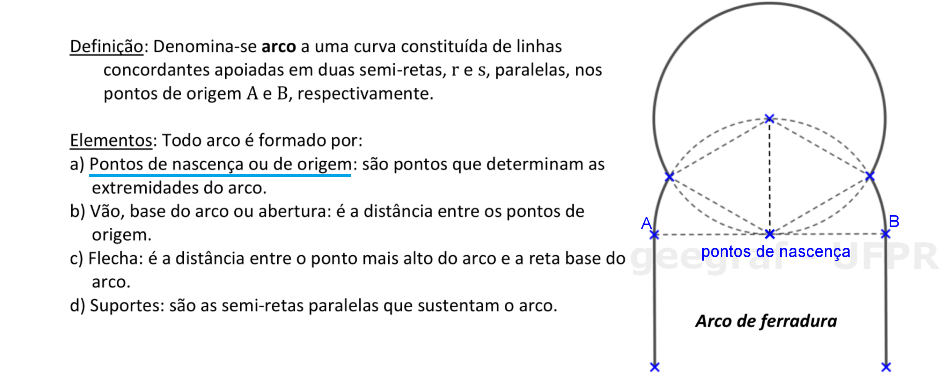 Definição: Denomina-se arco a uma curva constituída de linhas
concordantes apoiadas em duas semi-retas, r e s, paralelas, nos
pontos de origem A e B, respectivamente.
Elementos: Todo arco é formado por:
a) Pontos de nascença ou de origem: são pontos que determinam as
extremidades do arco.
b) Vão, base do arco ou abertura: é a distância entre os pontos de
origem.
c) Flecha: é a distância entre o ponto mais alto do arco e a reta base do
arco.
d) Suportes: são as semi-retas paralelas que sustentam o arco.
A
B
pontos de nascença
UFPR
Arco de ferradura